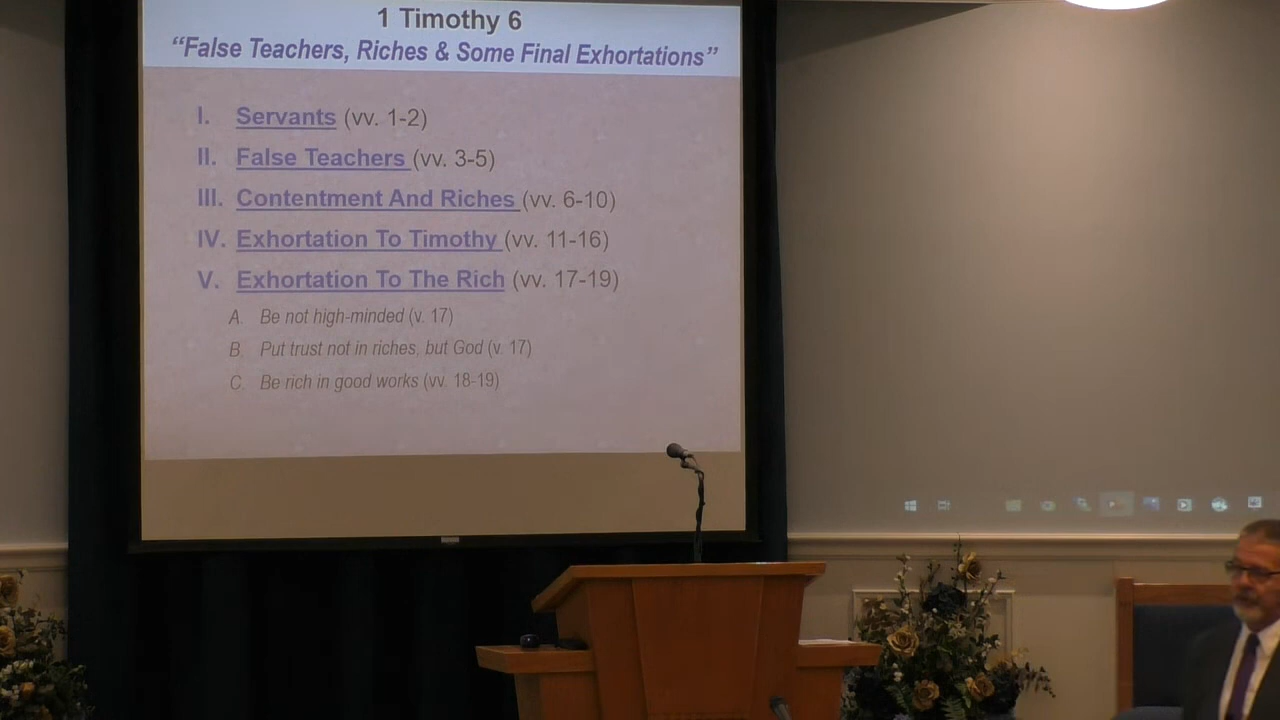 1 Timothy 6
“False Teachers, Riches & Some Final Exhortations”
I. Servants (vv. 1-2)
II. False Teachers (vv. 3-5)
III. Contentment And Riches (vv. 6-10)
IV. Exhortation To Timothy (vv. 11-16)
V. Exhortation To The Rich (vv. 17-19)
A. Be not high-minded (v. 17)
B. Put trust not in riches, but God (v. 17)
C. Be rich in good works (vv. 18-19)